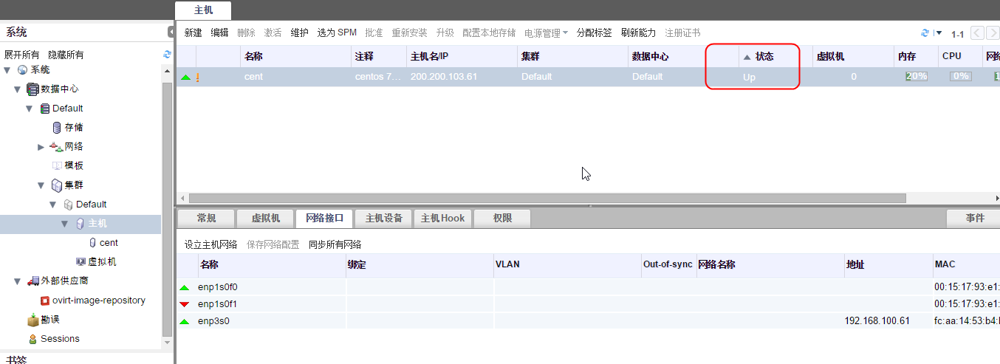 主机
系统
展开所有 隐藏所有
系统
数据中心
Default
存储
网络
模板
集群
Default
主机
cent
虚拟机
外部供应商
ovirt-image-repository
勘误
Sessions
书签
新建 编辑 删除 激活 维护 选为 SPM 批准 重新安装 升级 配置本地存储 电源管理 分配标签 刷新能力 注册证书
1-1
名称 注释 主机名/IP 集群 数据中心 状态 虚拟机 内存 CPU 网络
cent centos 7... 200.200.103.61 Default Default Up 0 20% 0% 1
常规 虚拟机 网络接口 主机设备 主机Hook 权限 事件
设立主机网络 保存网络配置 同步所有网络
名称 绑定 VLAN Out-of-sync 网络名称 地址 MAC
enp1s0f0 00:15:17:93:e1:
enp1s0f1 00:15:17:93:e1:
enp3s0 192.168.100.61 fc:aa:14:53:b4: